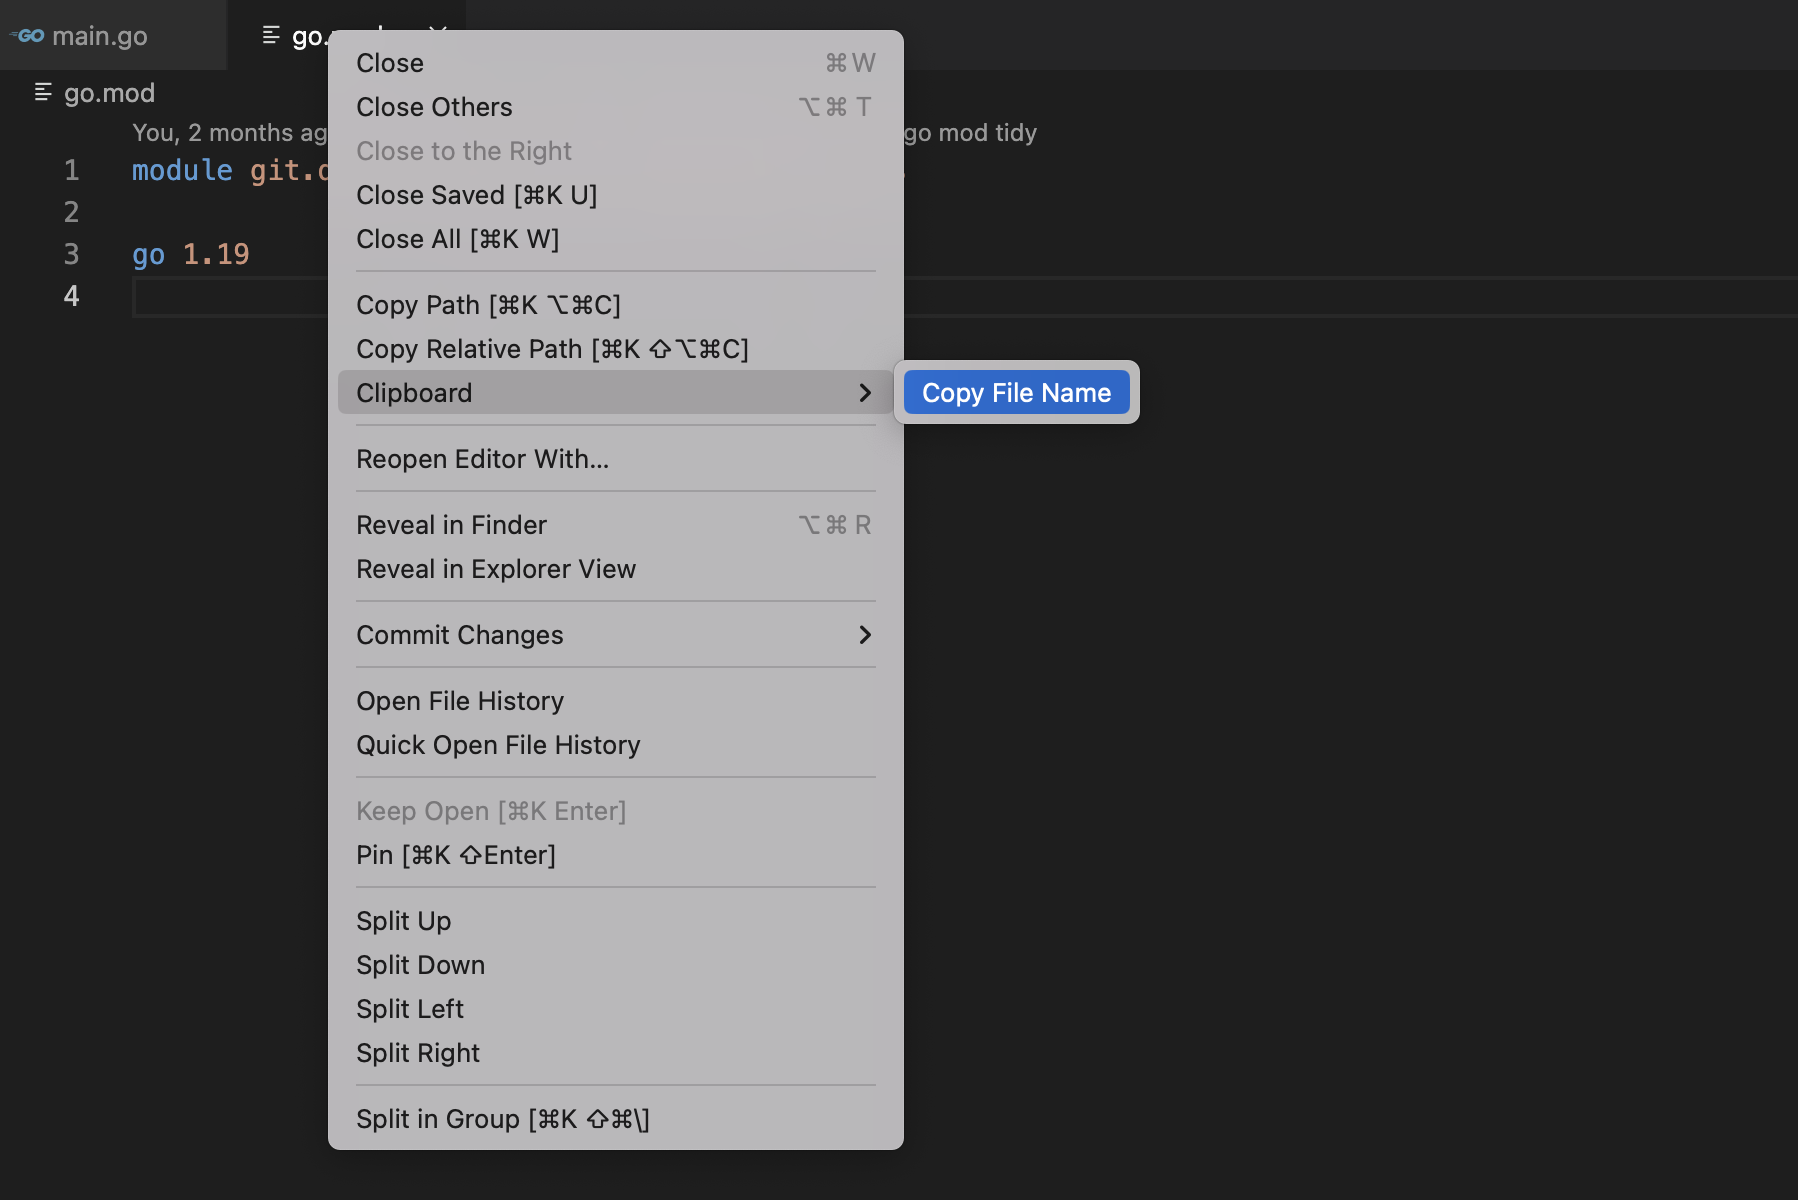 GO main.go
go.
go.mod
You, 2 months ag
go mod tidy
1 module git.
2
3 go 1.19
4
Close ⌘W
Close Others ⌥⌘T
Close to the Right
Close Saved [⌘K U]
Close All [⌘K W]
Copy Path [⌘K ⌥⌘C]
Copy Relative Path [⌘K ⇧⌥⌘C]
Clipboard
Copy File Name
Reopen Editor With...
Reveal in Finder ⌥⌘R
Reveal in Explorer View
Commit Changes
Open File History
Quick Open File History
Keep Open [⌘K Enter]
Pin [⌘K ⇧Enter]
Split Up
Split Down
Split Left
Split Right
Split in Group [⌘K ⇧⌘\]